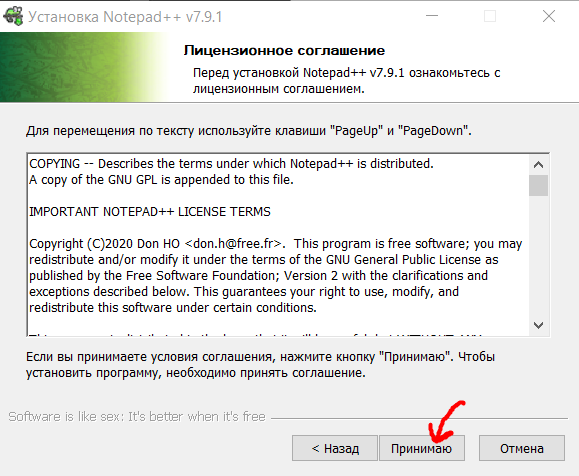 Установка Notepad++ v7.9.1
Лицензионное соглашение
Перед установкой Notepad++ v7.9.1 ознакомьтесь с
лицензионным соглашением.
Для перемещения по тексту используйте клавиши "PageUp" и "PageDown".
COPYING -- Describes the terms under which Notepad++ is distributed.
A copy of the GNU GPL is appended to this file.
IMPORTANT NOTEPAD++ LICENSE TERMS
Copyright (C)2020 Don HO <don.h@free.fr>. This program is free software; you may
redistribute and/or modify it under the terms of the GNU General Public License as
published by the Free Software Foundation; Version 2 with the clarifications and
exceptions described below. This guarantees your right to use, modify, and
redistribute this software under certain conditions.
Если вы принимаете условия соглашения, нажмите кнопку "Принимаю". Чтобы
установить программу, необходимо принять соглашение.
Software is like sex: It's better when it's free
< Назад
Принимаю
Отмена